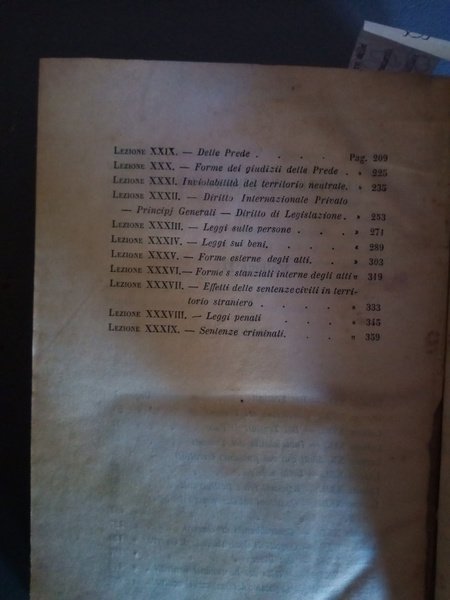 LEZIONE XXIX. — Delle Prede . . . . . Pag. 209
LEZIONE XXX. — Forme dei giudizii delle Prede . » 225
LEZIONE XXXI. Inviolabilità del territorio neutrale. » 235
LEZIONE XXXII. — Diritto Internazionale Privato
— Principj Generali — Diritto di Legislazione. » 253
LEZIONE XXXIII. — Leggi sulle persone . . . » 271
LEZIONE XXXIV. — Leggi sui beni. . . . . » 289
LEZIONE XXXV. — Forme esterne degli atti. . . » 303
LEZIONE XXXVI. — Forme stanziali interne degli atti » 319
LEZIONE XXXVII. — Effetti delle sentenze civili in terri-
torio straniero . . . . . » 333
LEZIONE XXXVIII. — Leggi penali . . . . » 345
LEZIONE XXXIX. — Sentenze criminali. . . . » 359